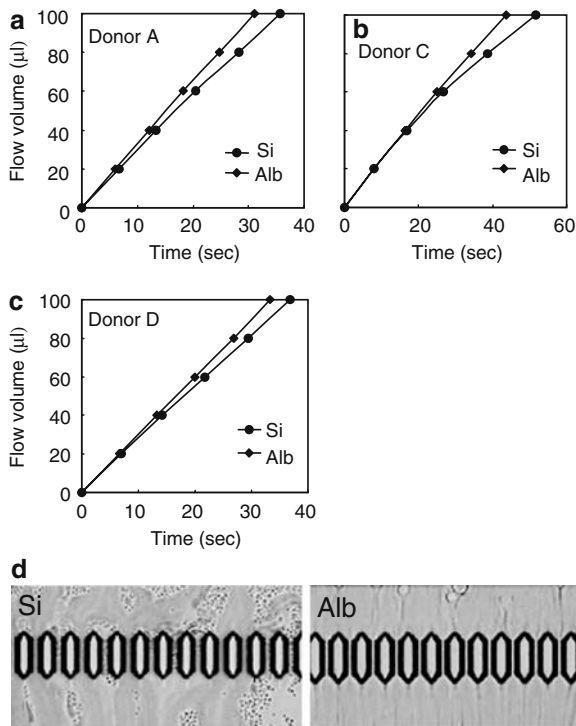 a
Donor A
Flow volume (µl)
100
80
60
40
20
0
Si
Alb
0 10 20 30 40
Time (sec)
b
Donor C
Si
Alb
0 20 40 60
Time (sec)
c
Donor D
Flow volume (µl)
100
80
60
40
20
0
Si
Alb
0 10 20 30 40
Time (sec)
d
Si
Alb